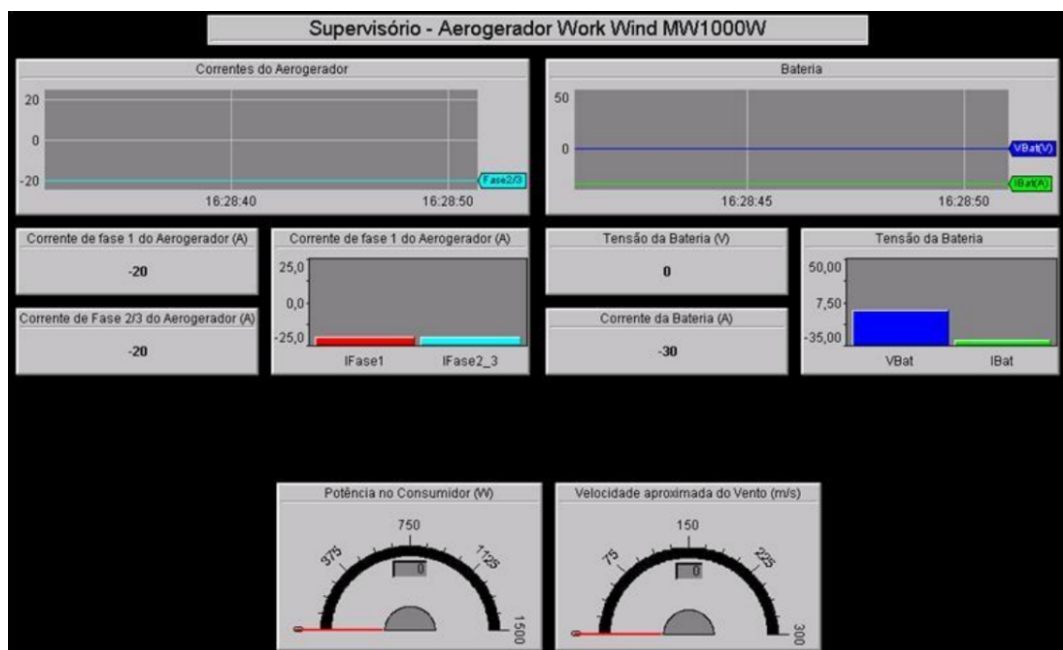 Supervisório - Aerogerador Work Wind MW1000W
Correntes do Aerogerador
20
0
-20
Fase2/3
16:28:40
16:28:50
Bateria
50
0
VBat(V)
IBat(A)
16:28:45
16:28:50
Corrente de fase 1 do Aerogerador (A)
-20
Corrente de Fase 2/3 do Aerogerador (A)
-20
Corrente de fase 1 do Aerogerador (A)
25,0
0,0
-25,0
IFase1
IFase2_3
Tensão da Bateria (V)
0
Corrente da Bateria (A)
-30
Tensão da Bateria
50,00
7,50
-35,00
VBat
IBat
Potência no Consumidor (W)
0
375
750
1125
1500
0
Velocidade aproximada do Vento (m/s)
0
75
150
225
300
0